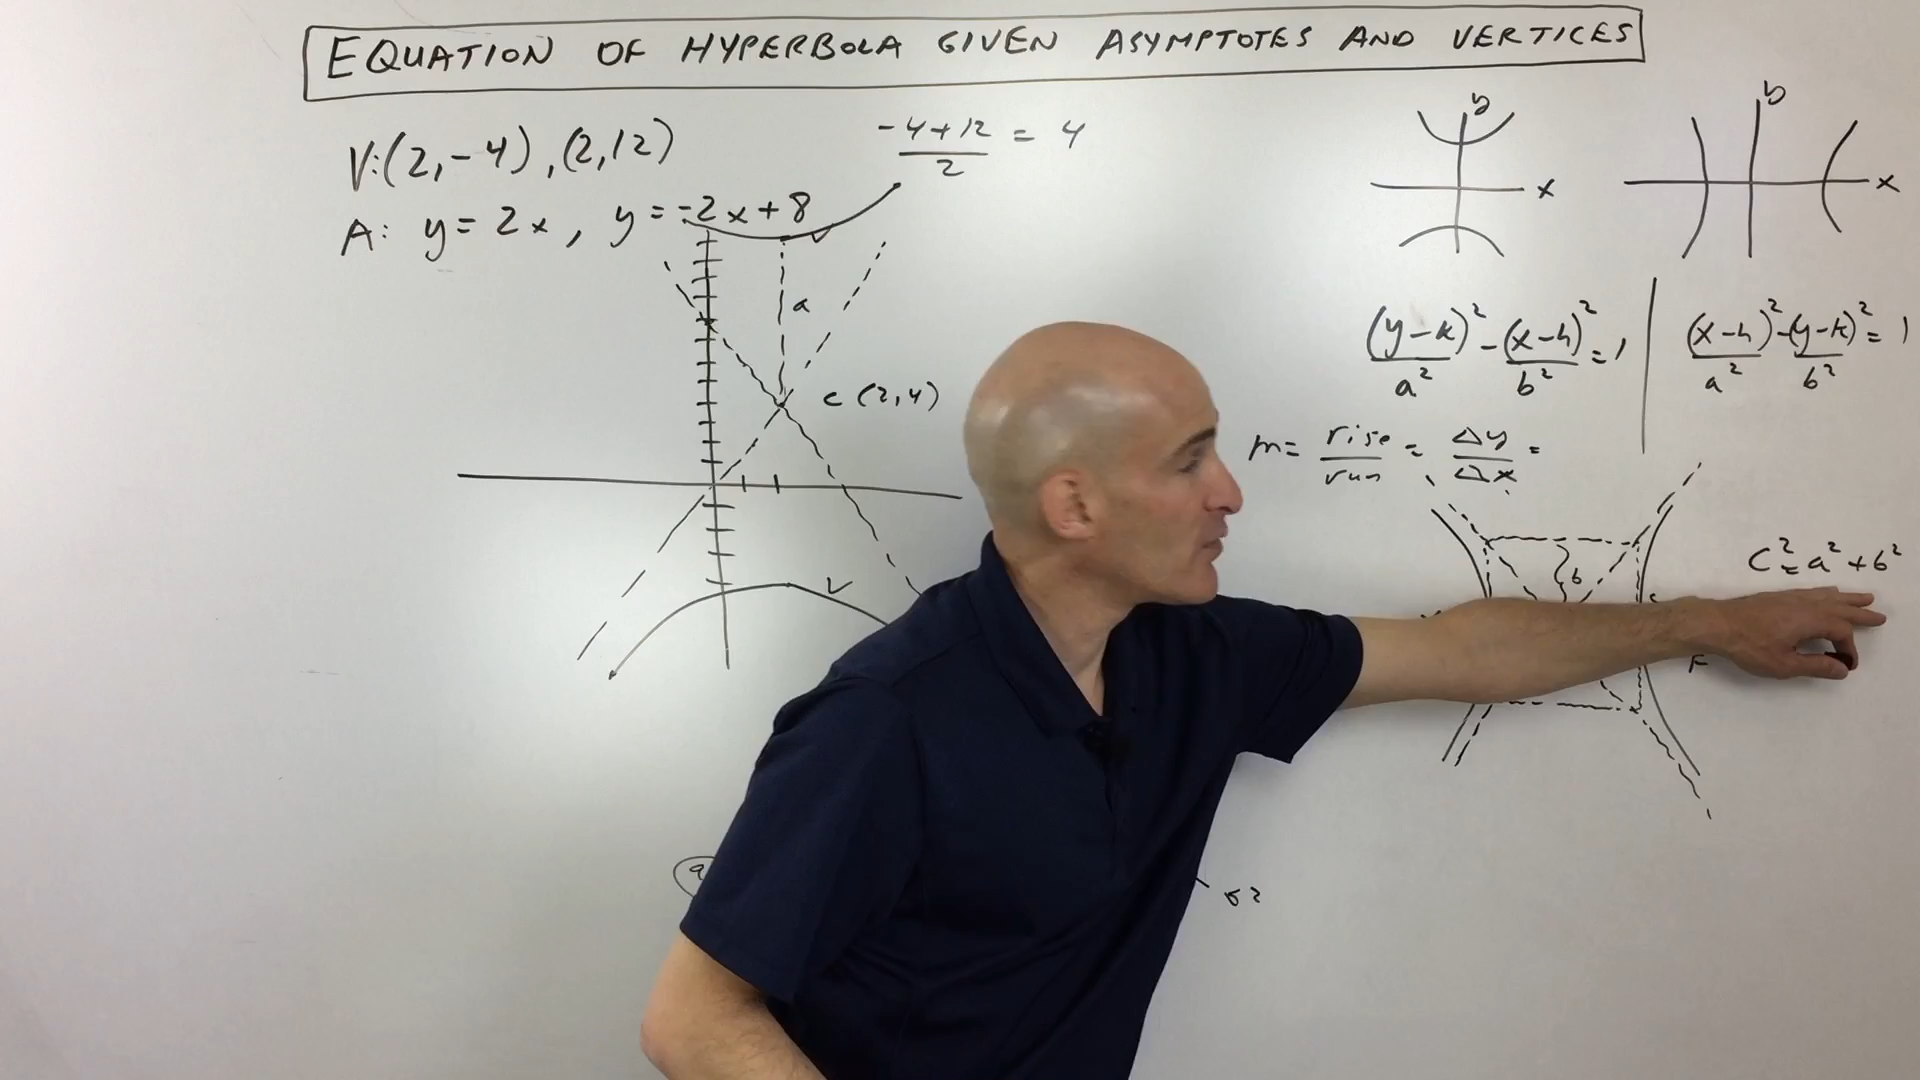 EQUATION OF HYPERBOLA GIVEN ASYMPTOTES AND VERTICES
V:(2,-4),(2,12)
A: y=2x, y=-2x+8
-4+12
2
= 4
a
c (2,4)
V
V
y
x
y
x
(y-k)²/a² - (x-h)²/b² = 1
(x-h)²/a² - (y-k)²/b² = 1
m= rise/run = Δy/Δx =
b
c²=a²+b²
F